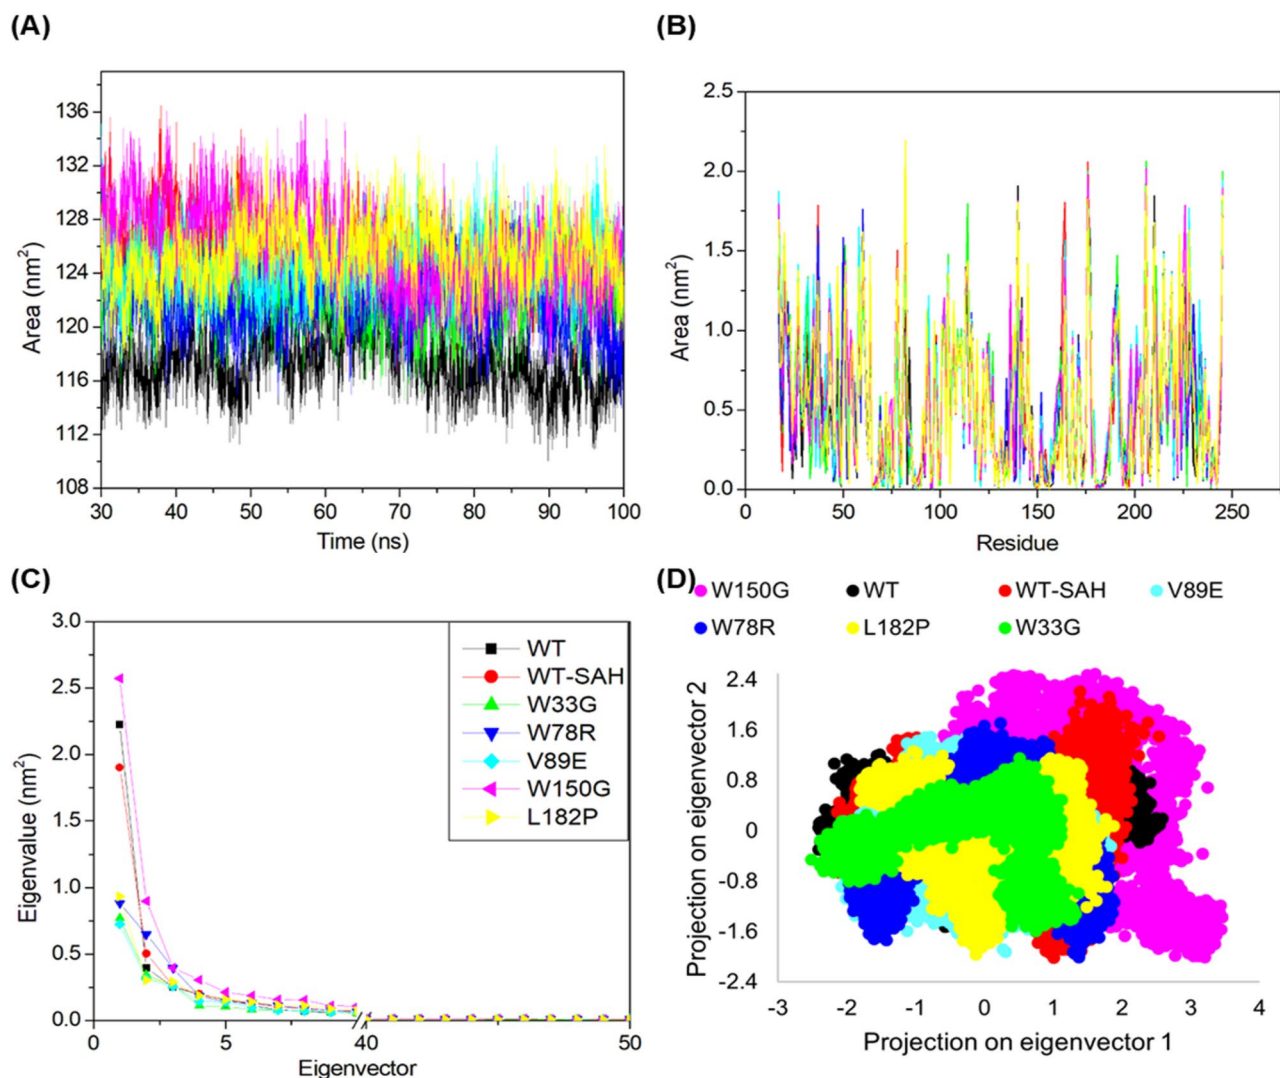 (A)
136
132
128
124
120
116
112
108
Area (nm²)
30 40 50 60 70 80 90 100
Time (ns)
(B)
2.5
2.0
1.5
1.0
0.5
0.0
Area (nm²)
0 50 100 150 200 250
Residue
(C)
3.0
2.5
2.0
1.5
1.0
0.5
0.0
Eigenvalue (nm²)
WT
WT-SAH
W33G
W78R
V89E
W150G
L182P
0 5 40 50
Eigenvector
(D)
W150G WT WT-SAH V89E
W78R L182P W33G
2.4
1.6
0.8
0
-0.8
-1.6
-2.4
Projection on eigenvector 2
-3 -2 -1 0 1 2 3 4
Projection on eigenvector 1